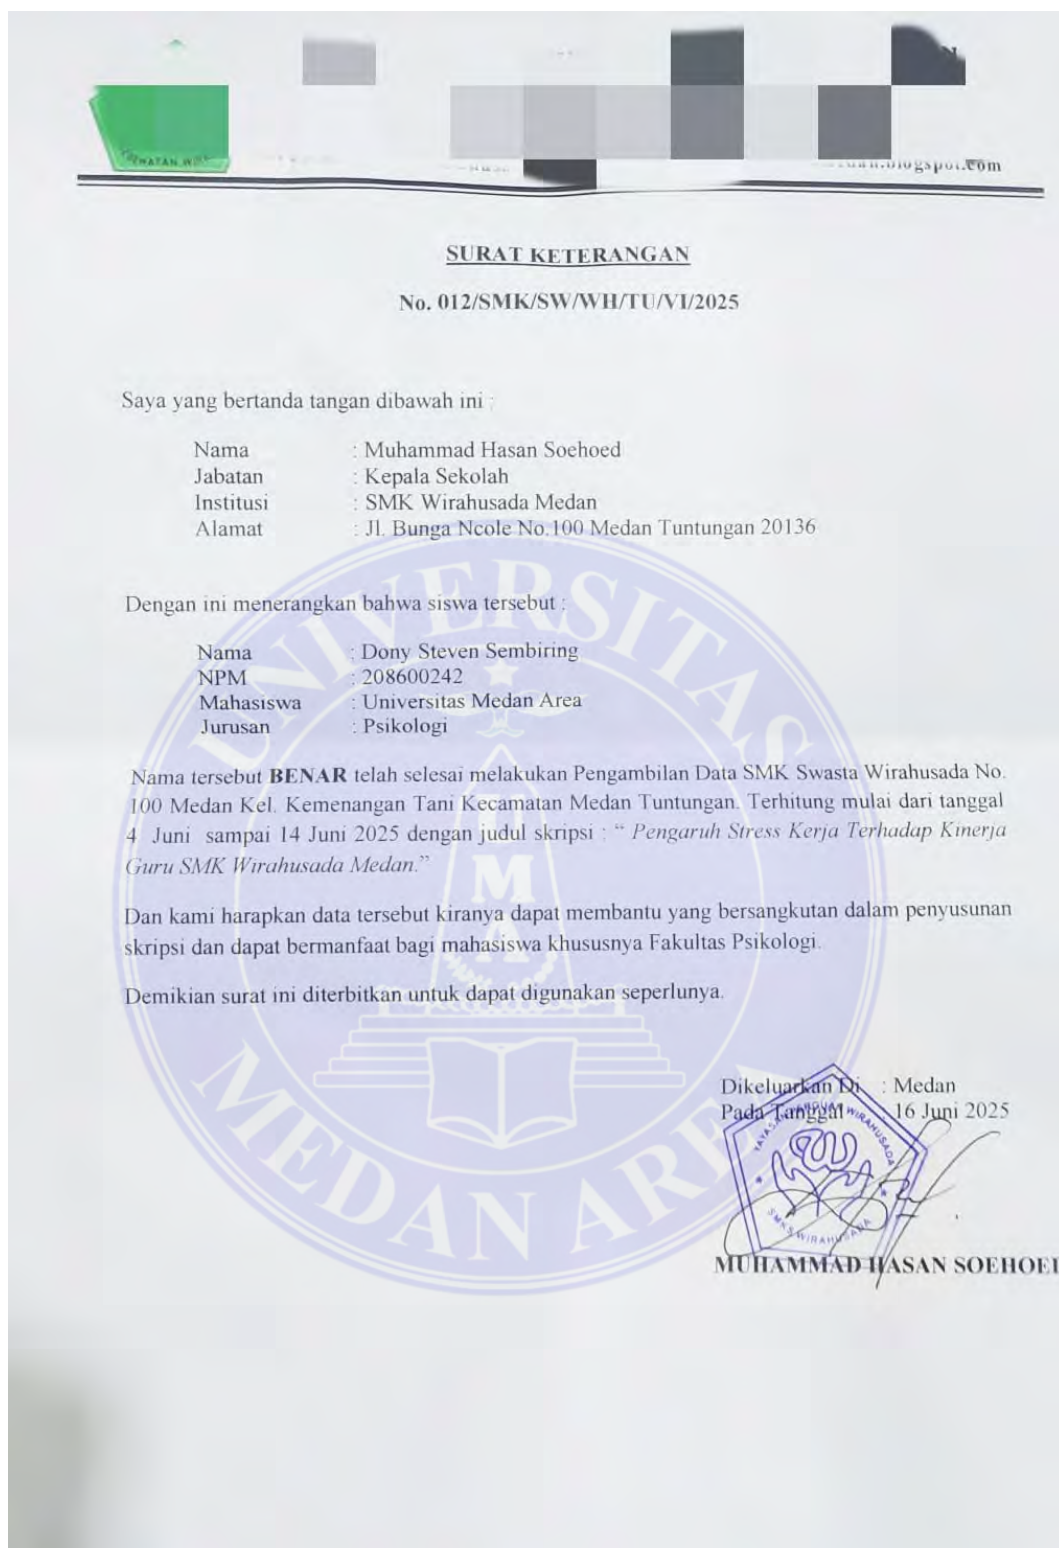 blogspot.com
SURAT KETERANGAN
No. 012/SMK/SW/WH/TU/VI/2025
Saya yang bertanda tangan dibawah ini :
Nama : Muhammad Hasan Soehoed
Jabatan : Kepala Sekolah
Institusi : SMK Wirahusada Medan
Alamat : Jl. Bunga Ncole No.100 Medan Tuntungan 20136
Dengan ini menerangkan bahwa siswa tersebut :
Nama : Dony Steven Sembiring
NPM : 208600242
Mahasiswa : Universitas Medan Area
Jurusan : Psikologi
Nama tersebut BENAR telah selesai melakukan Pengambilan Data SMK Swasta Wirahusada No.
100 Medan Kel. Kemenangan Tani Kecamatan Medan Tuntungan. Terhitung mulai dari tanggal
4 Juni sampai 14 Juni 2025 dengan judul skripsi : “ Pengaruh Stress Kerja Terhadap Kinerja
Guru SMK Wirahusada Medan.”
Dan kami harapkan data tersebut kiranya dapat membantu yang bersangkutan dalam penyusunan
skripsi dan dapat bermanfaat bagi mahasiswa khususnya Fakultas Psikologi.
Demikian surat ini diterbitkan untuk dapat digunakan seperlunya.
UNIVERSITAS
UMA
MEDAN AREA
Dikeluarkan Di : Medan
Pada Tanggal : 16 Juni 2025
WIRAHUSADA
SMKS WIRAHUSADA
MUHAMMAD HASAN SOEHOED